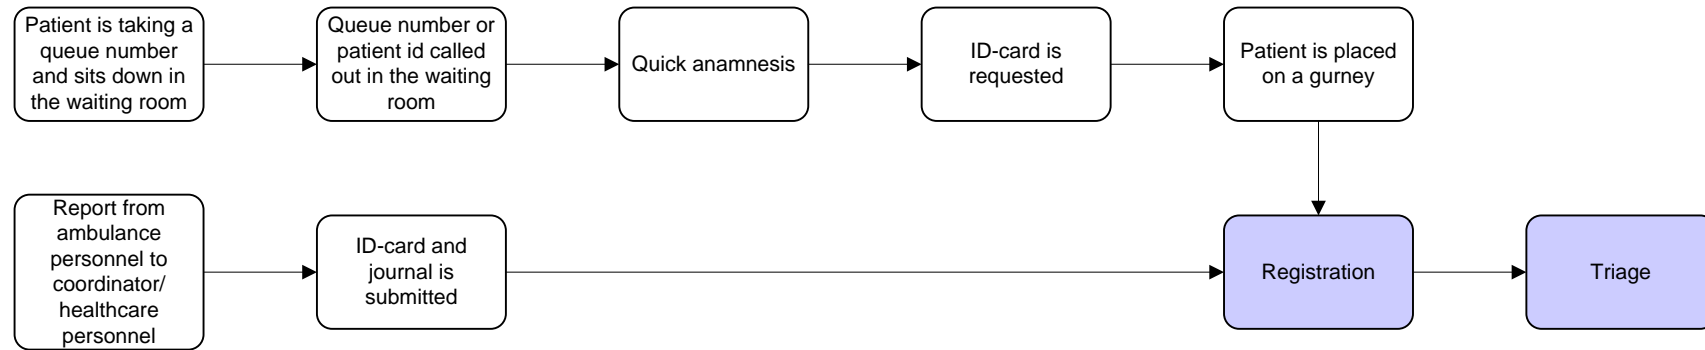 Patient is taking a
queue number
and sits down in
the waiting room
Queue number or
patient id called
out in the waiting
room
Quick anamnesis
ID-card is
requested
Patient is placed
on a gurney
Report from
ambulance
personnel to
coordinator/
healthcare
personnel
ID-card and
journal is
submitted
Registration
Triage